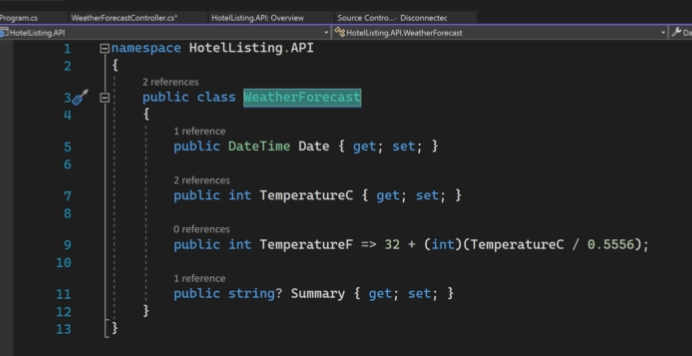 Program.cs WeatherForecastController.cs* HotelListing.API: Overview Source Contro...- Disconnected
HotelListing.API HotelListing.API.WeatherForecast Da
1 namespace HotelListing.API
2 {
2 references
3 public class WeatherForecast
4 {
1 reference
5 public DateTime Date { get; set; }
6
2 references
7 public int TemperatureC { get; set; }
8
0 references
9 public int TemperatureF => 32 + (int)(TemperatureC / 0.5556);
10
1 reference
11 public string? Summary { get; set; }
12 }
13 }